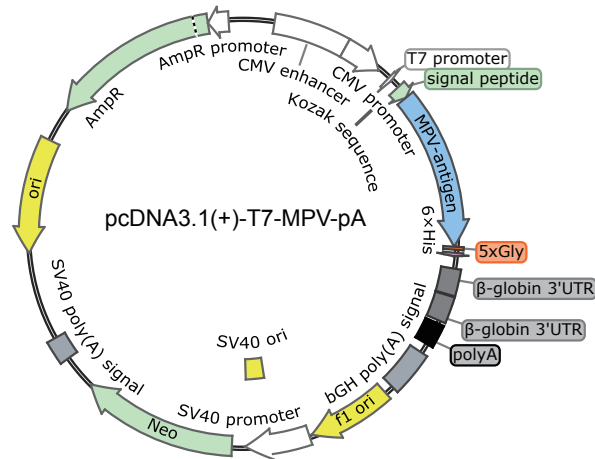 AmpR promoter
CMV enhancer
CMV promoter
T7 promoter
signal peptide
Kozak sequence
MPV-antigen
6×His
5xGly
β-globin 3'UTR
β-globin 3'UTR
polyA
bGH poly(A) signal
f1 ori
SV40 promoter
SV40 ori
Neo
SV40 poly(A) signal
ori
AmpR
pcDNA3.1(+)-T7-MPV-pA